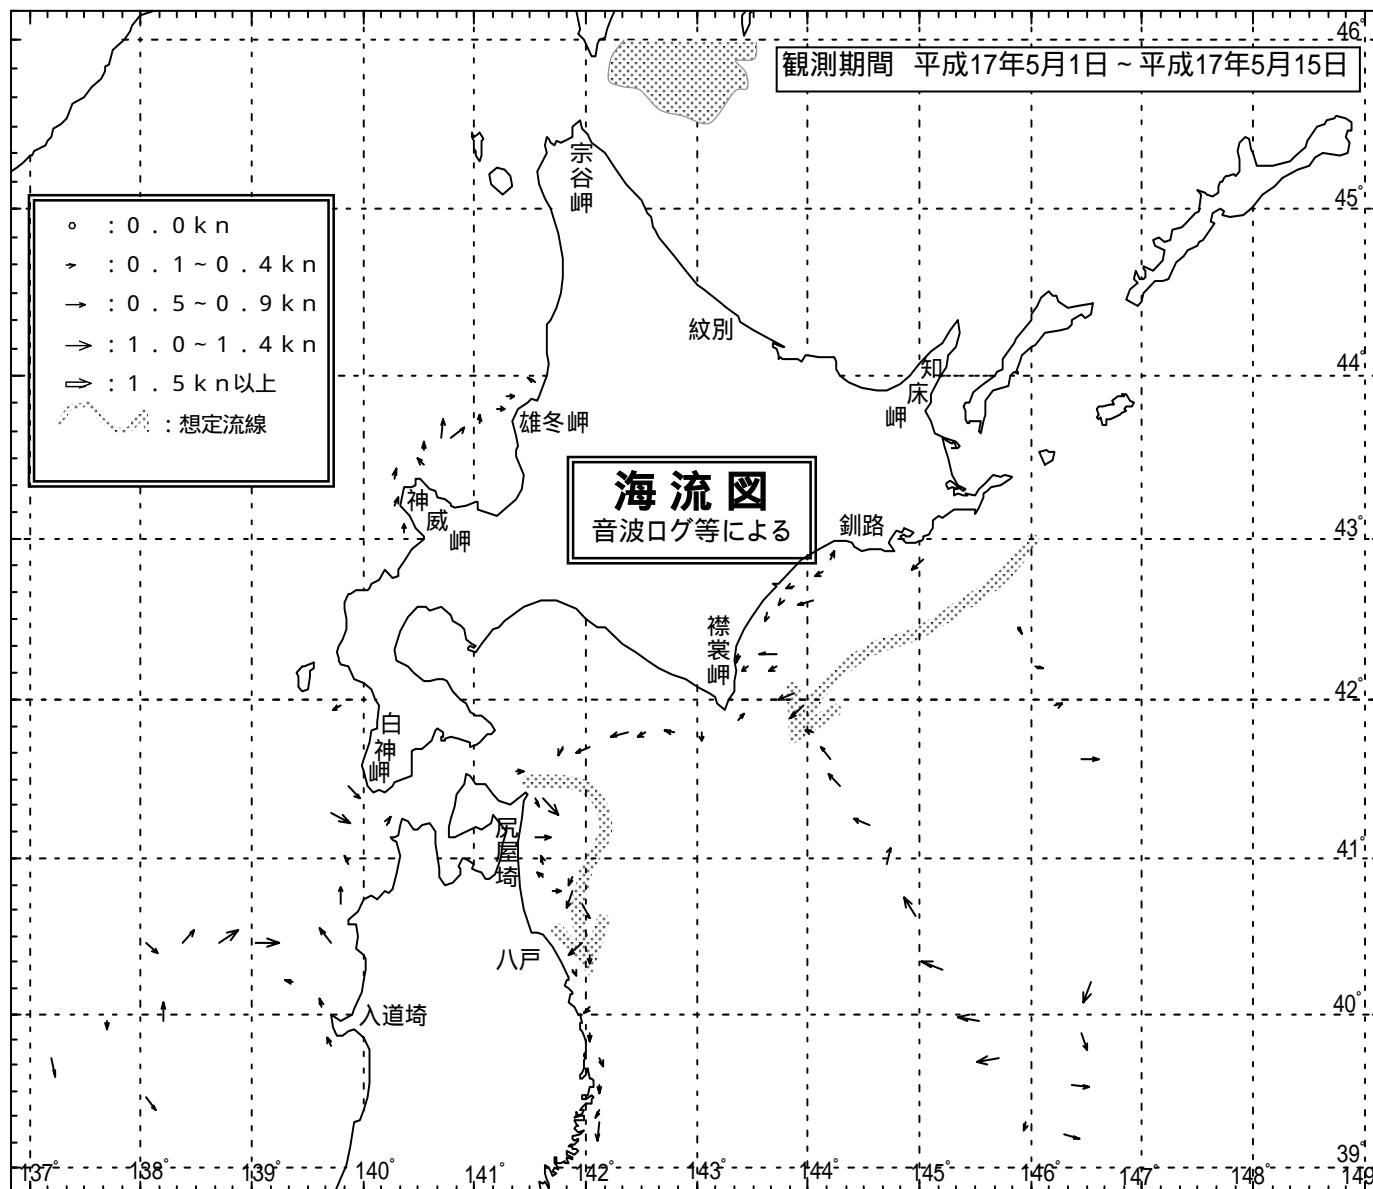 観測期間 平成17年5月1日～平成17年5月15日
46°
宗谷岬
45°
：０．０ｋｎ
：０．１～０．４ｋｎ
：０．５～０．９ｋｎ
：１．０～１．４ｋｎ
：１．５ｋｎ以上
：想定流線
紋別
44°
知床岬
雄冬岬
海流図
音波ログ等による
神威岬
釧路
43°
襟裳岬
42°
白神岬
尻屋埼
41°
八戸
入道埼
40°
39°
137°
138°
139°
140°
141°
142°
143°
144°
145°
146°
147°
148°
149